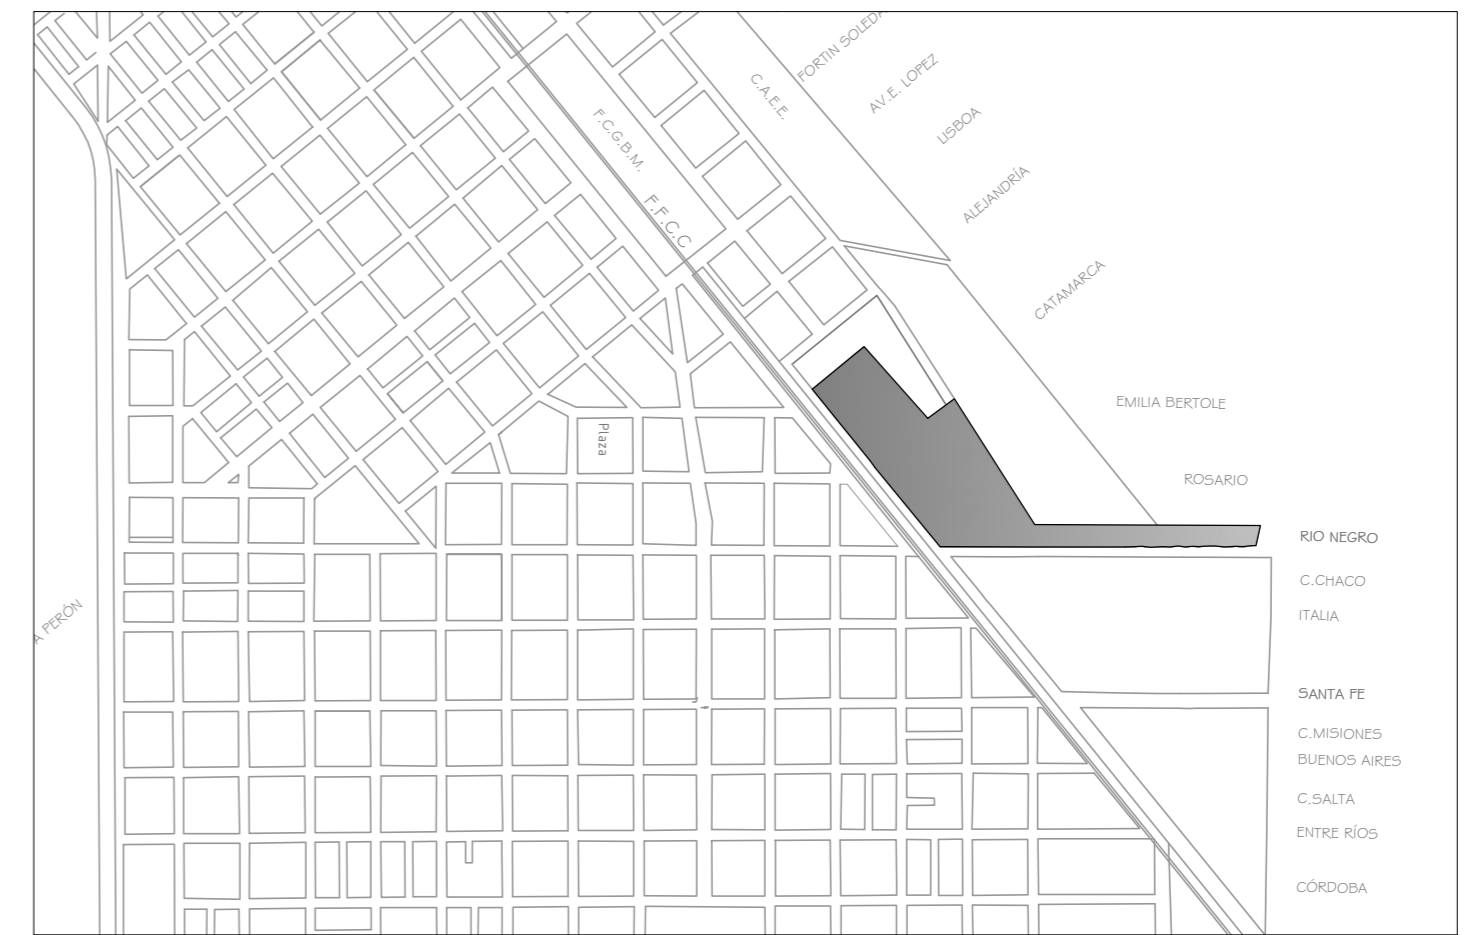 FORTIN SOLEDA
C.A.E.E.
AV.E. LOPEZ
F.C.G.B.M.
LISBOA
F.F.C.C
ALEJANDRÍA
CATAMARCA
EMILIA BERTOLE
Plaza
ROSARIO
RIO NEGRO
C.CHACO
A PERÓN
ITALIA
SANTA FE
C.MISIONES
BUENOS AIRES
C.SALTA
ENTRE RÍOS
CÓRDOBA